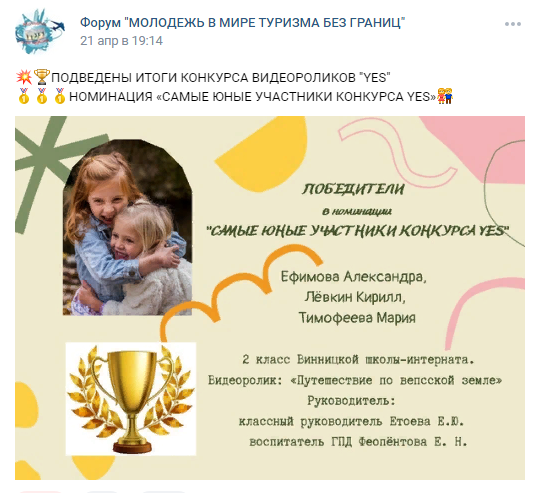 Форум "МОЛОДЕЖЬ В МИРЕ ТУРИЗМА БЕЗ ГРАНИЦ"
21 апр в 19:14
💥🏆ПОДВЕДЕНЫ ИТОГИ КОНКУРСА ВИДЕОРОЛИКОВ "YES"
🥇🥇🥇НОМИНАЦИЯ «САМЫЕ ЮНЫЕ УЧАСТНИКИ КОНКУРСА YES»👫
ПОБЕДИТЕЛИ
в номинации
"САМЫЕ ЮНЫЕ УЧАСТНИКИ КОНКУРСА YES"
Ефимова Александра,
Лёвкин Кирилл,
Тимофеева Мария
2 класс Винницкой школы-интерната.
Видеоролик: «Путешествие по вепсской земле»
Руководитель:
классный руководитель Етоева Е.Ю.
воспитатель ГПД Феопёнтова Е. Н.